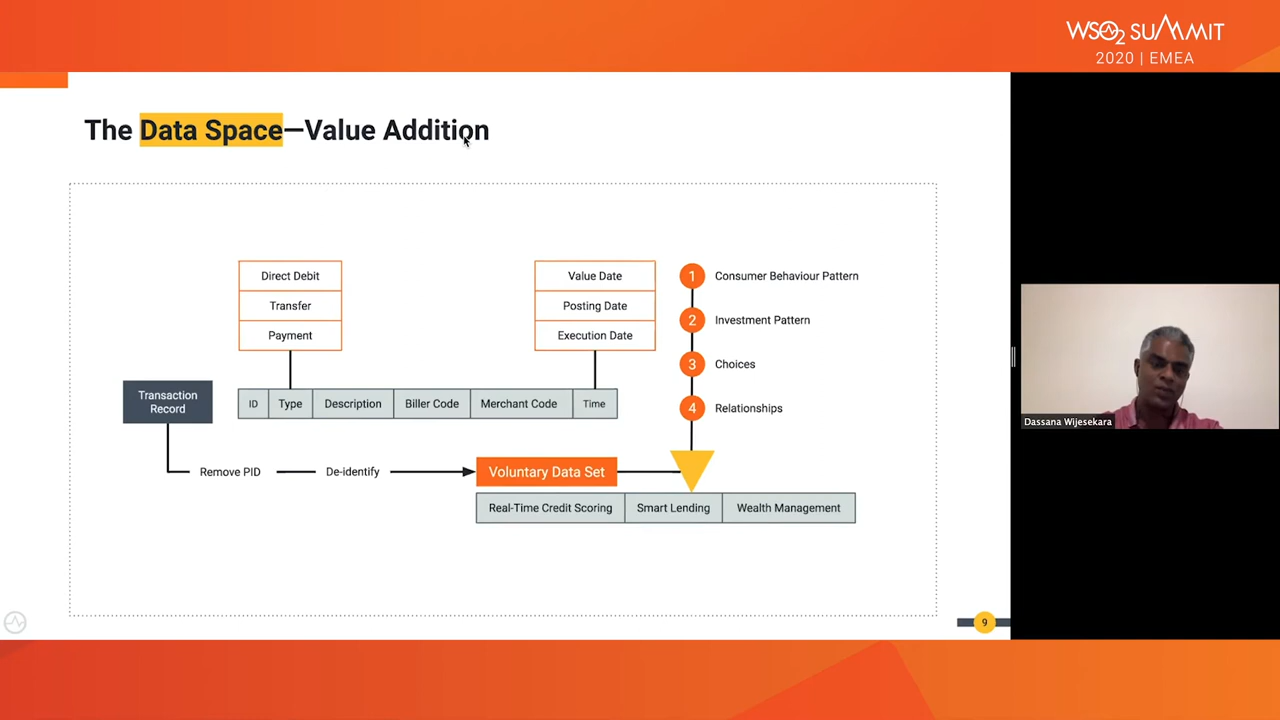 WSO2 SUMMIT
2020 | EMEA
The Data Space—Value Addition
Direct Debit
Transfer
Payment
Value Date
Posting Date
Execution Date
1 Consumer Behaviour Pattern
2 Investment Pattern
3 Choices
4 Relationships
Transaction
Record
ID Type Description Biller Code Merchant Code Time
Remove PID De-identify Voluntary Data Set
Real-Time Credit Scoring Smart Lending Wealth Management
Dassana Wijesekara
9